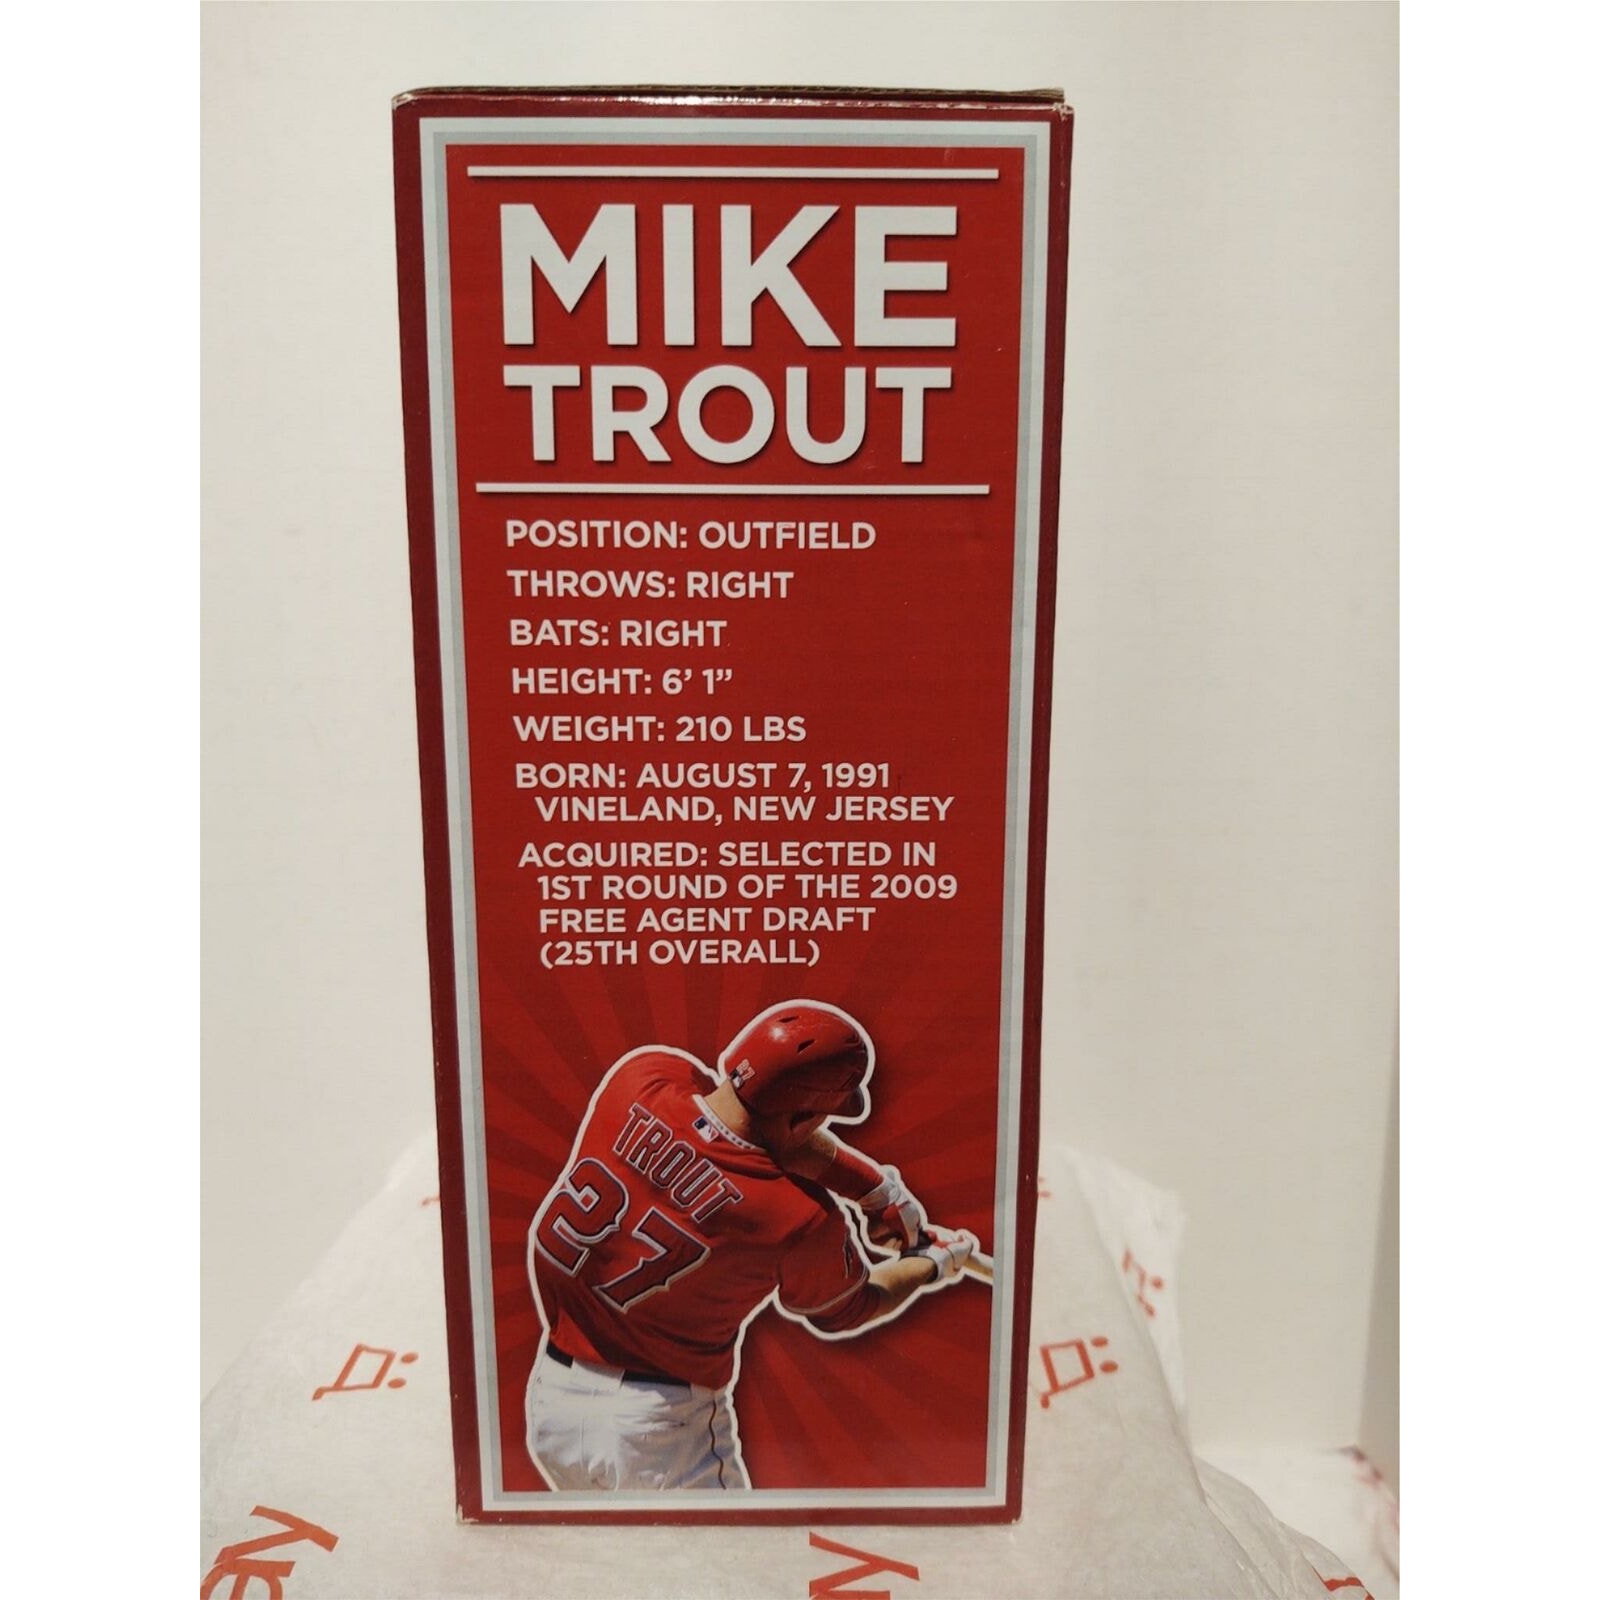 MIKE
TROUT
POSITION: OUTFIELD
THROWS: RIGHT
BATS: RIGHT
HEIGHT: 6’ 1”
WEIGHT: 210 LBS
BORN: AUGUST 7, 1991
VINELAND, NEW JERSEY
ACQUIRED: SELECTED IN
1ST ROUND OF THE 2009
FREE AGENT DRAFT
(25TH OVERALL)
27
TROUT
27